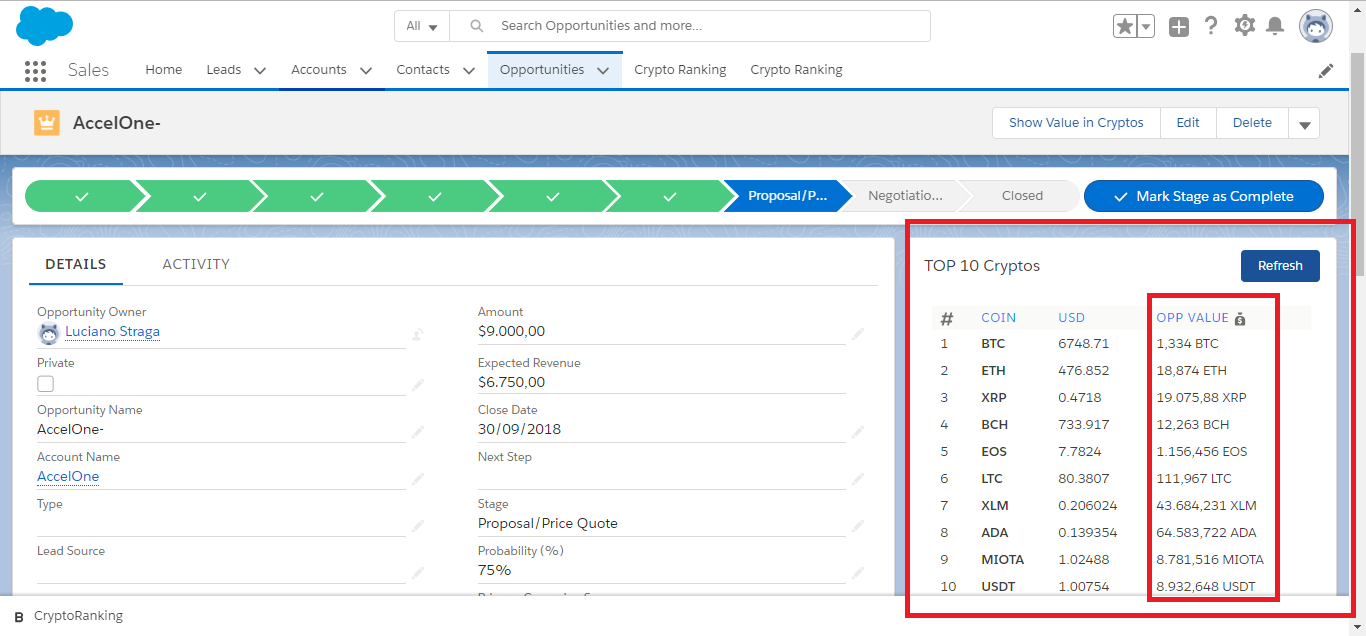 All
Search Opportunities and more...
Sales
Home
Leads
Accounts
Contacts
Opportunities
Crypto Ranking
Crypto Ranking
AccelOne-
Show Value in Cryptos
Edit
Delete
Proposal/P...
Negotiatio...
Closed
Mark Stage as Complete
DETAILS
ACTIVITY
Opportunity Owner
Luciano Straga
Private
Opportunity Name
AccelOne-
Account Name
AccelOne
Type
Lead Source
Amount
$9.000,00
Expected Revenue
$6.750,00
Close Date
30/09/2018
Next Step
Stage
Proposal/Price Quote
Probability (%)
75%
TOP 10 Cryptos
Refresh
# COIN USD OPP VALUE
1 BTC 6748.71 1,334 BTC
2 ETH 476.852 18,874 ETH
3 XRP 0.4718 19.075,88 XRP
4 BCH 733.917 12,263 BCH
5 EOS 7.7824 1.156,456 EOS
6 LTC 80.3807 111,967 LTC
7 XLM 0.206024 43.684,231 XLM
8 ADA 0.139354 64.583,722 ADA
9 MIOTA 1.02488 8.781,516 MIOTA
10 USDT 1.00754 8.932,648 USDT
B CryptoRanking